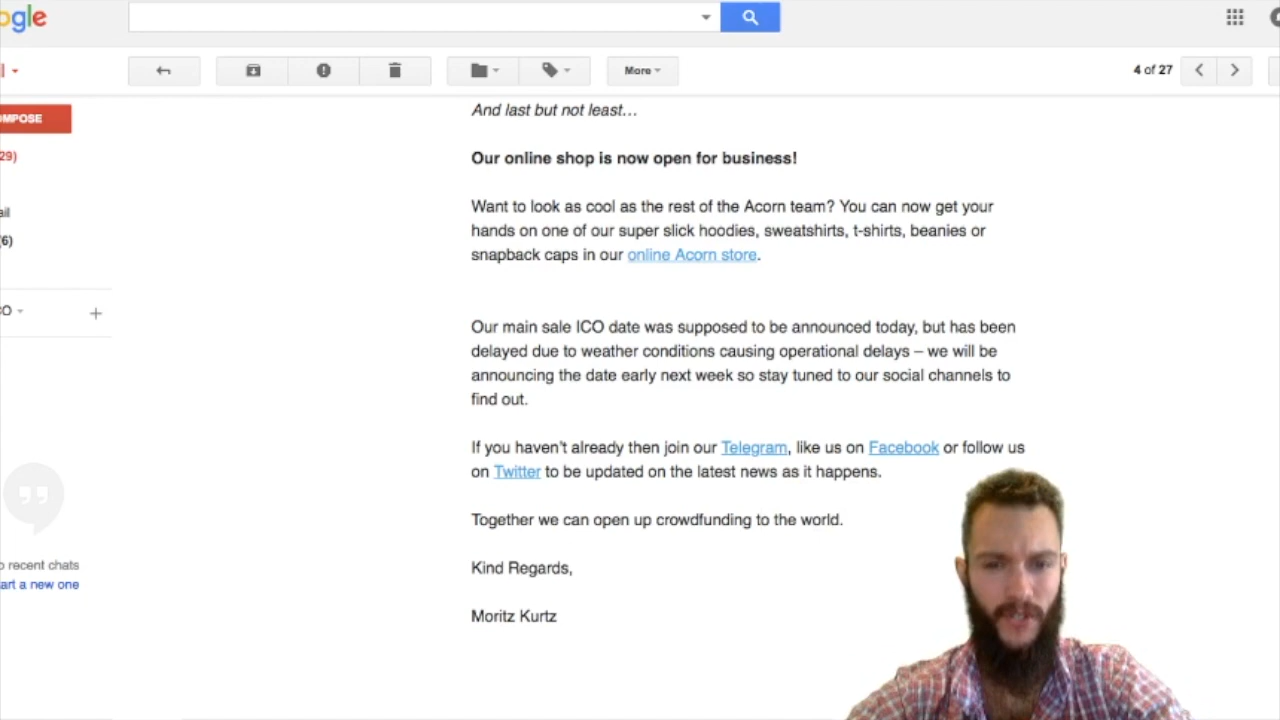 ogle
More
4 of 27
OMPOSE
29)
ail
(6)
CO
o recent chats
art a new one
And last but not least…
Our online shop is now open for business!
Want to look as cool as the rest of the Acorn team? You can now get your
hands on one of our super slick hoodies, sweatshirts, t-shirts, beanies or
snapback caps in our online Acorn store.
Our main sale ICO date was supposed to be announced today, but has been
delayed due to weather conditions causing operational delays – we will be
announcing the date early next week so stay tuned to our social channels to
find out.
If you haven't already then join our Telegram, like us on Facebook or follow us
on Twitter to be updated on the latest news as it happens.
Together we can open up crowdfunding to the world.
Kind Regards,
Moritz Kurtz